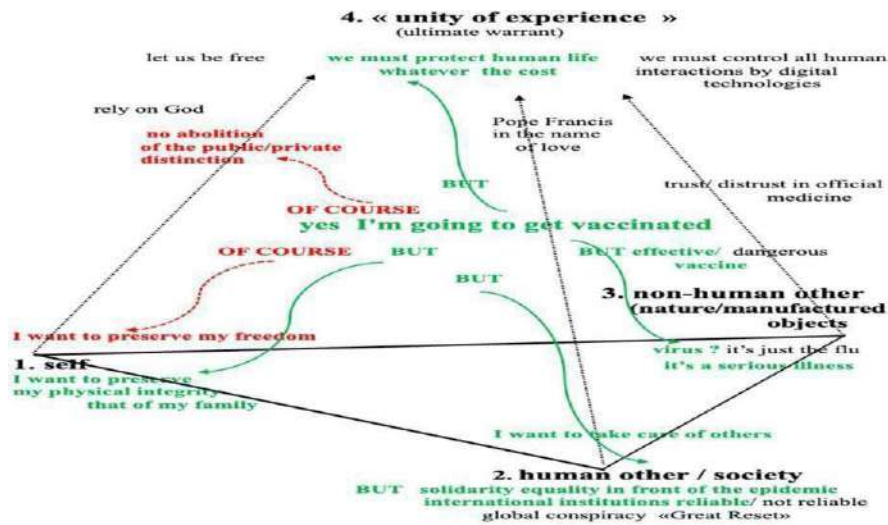 4. « unity of experience »
(ultimate warrant)
let us be free
we must protect human life
whatever the cost
we must control all human
interactions by digital
technologies
rely on God
Pope Francis
in the name
of love
no abolition
of the public/private
distinction
BUT
trust/ distrust in official
medicine
OF COURSE
yes I'm going to get vaccinated
OF COURSE
BUT
BUT effective/ dangerous
vaccine
BUT
3. non-human other
(nature/manufactured
objects
I want to preserve my freedom
virus ? it's just the flu
it's a serious illness
1. self
I want to preserve
my physical integrity
that of my family
I want to take care of others
2. human other / society
BUT solidarity equality in front of the epidemic
international institutions reliable/ not reliable
global conspiracy «Great Reset»